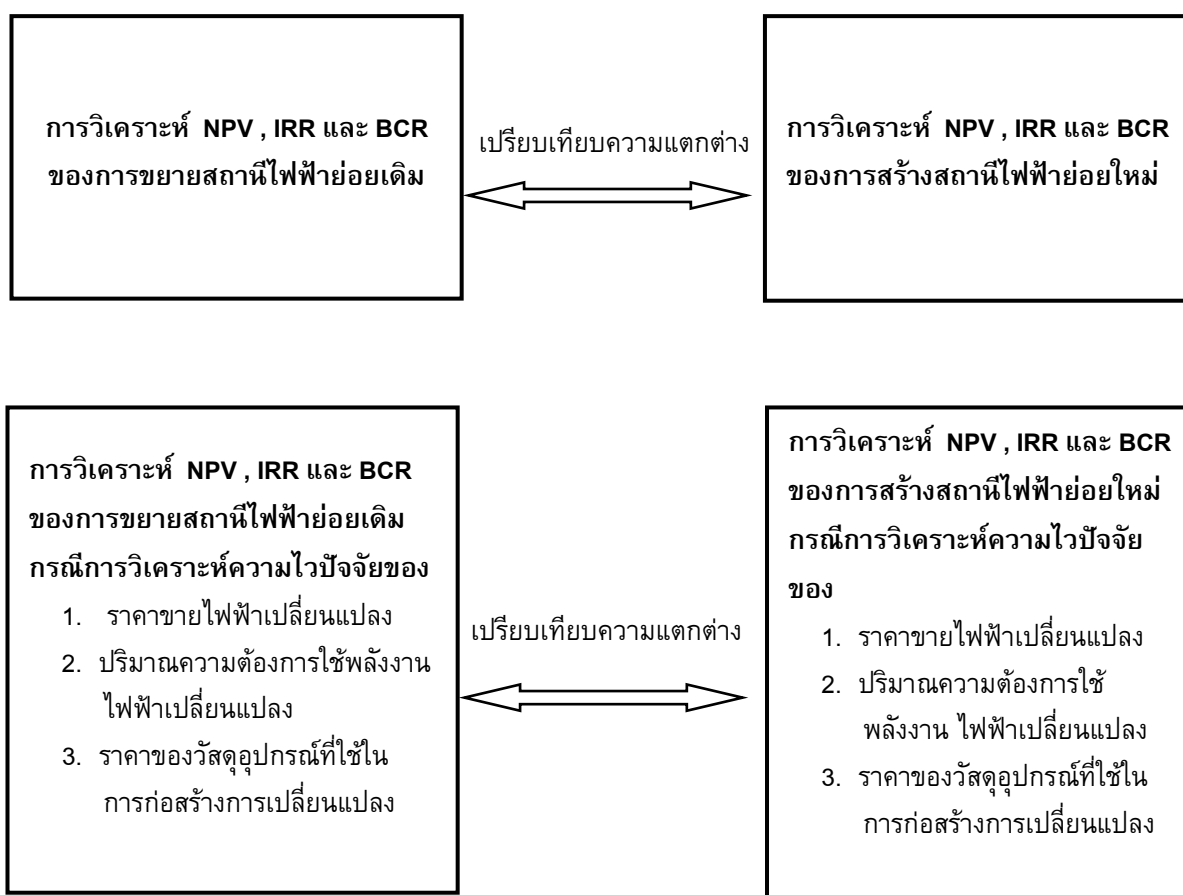 การวิเคราะห์ NPV , IRR และ BCR
ของการขยายสถานีไฟฟ้าย่อยเดิม
เปรียบเทียบความแตกต่าง
การวิเคราะห์ NPV , IRR และ BCR
ของการสร้างสถานีไฟฟ้าย่อยใหม่
การวิเคราะห์ NPV , IRR และ BCR
ของการขยายสถานีไฟฟ้าย่อยเดิม
กรณีการวิเคราะห์ความไวปัจจัยของ
1. ราคาขายไฟฟ้าเปลี่ยนแปลง
2. ปริมาณความต้องการใช้พลังงาน
ไฟฟ้าเปลี่ยนแปลง
3. ราคาของวัสดุอุปกรณ์ที่ใช้ใน
การก่อสร้างการเปลี่ยนแปลง
เปรียบเทียบความแตกต่าง
การวิเคราะห์ NPV , IRR และ BCR
ของการสร้างสถานีไฟฟ้าย่อยใหม่
กรณีการวิเคราะห์ความไวปัจจัย
ของ
1. ราคาขายไฟฟ้าเปลี่ยนแปลง
2. ปริมาณความต้องการใช้
พลังงาน ไฟฟ้าเปลี่ยนแปลง
3. ราคาของวัสดุอุปกรณ์ที่ใช้ใน
การก่อสร้างการเปลี่ยนแปลง